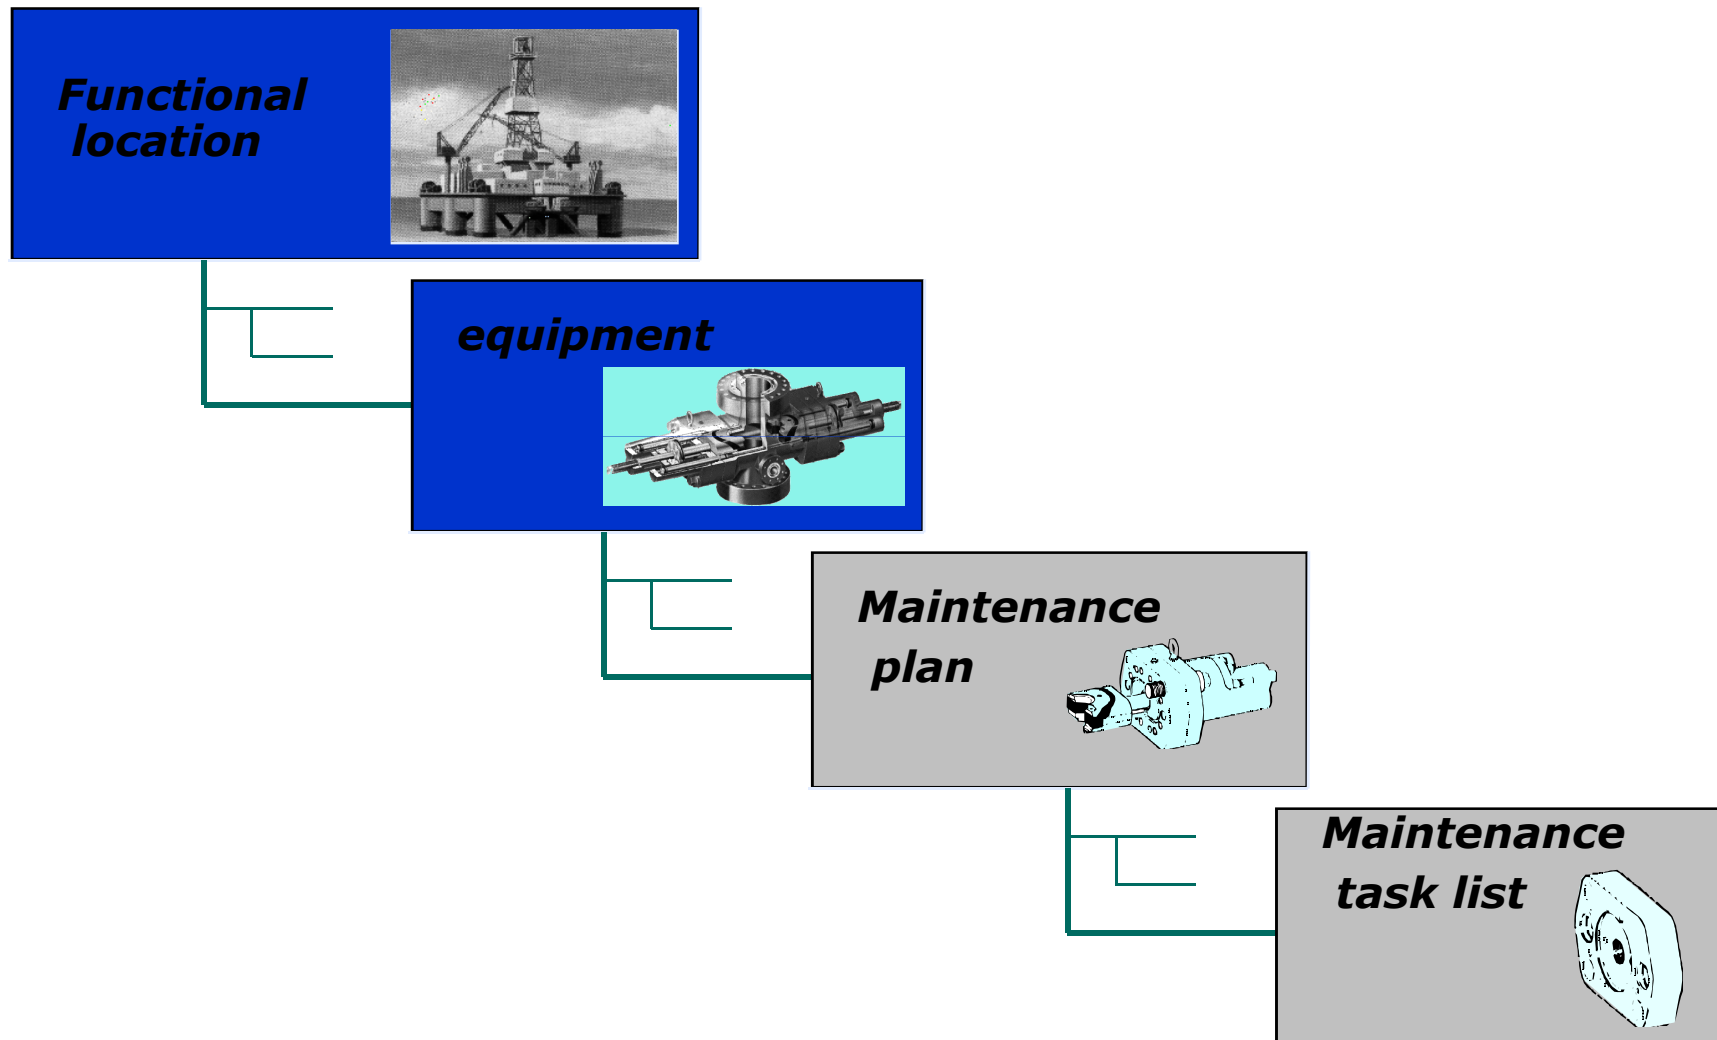 Functional
location
equipment
Maintenance
plan
Maintenance
task list